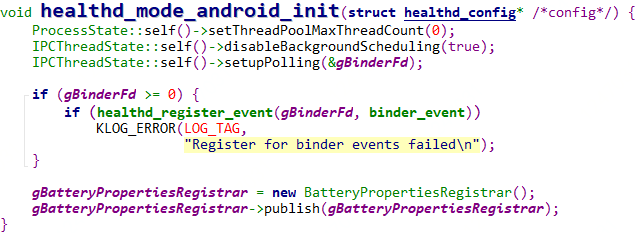 void healthd_mode_android_init(struct healthd_config* /*config*/) {
    ProcessState::self()->setThreadPoolMaxThreadCount(0);
    IPCThreadState::self()->disableBackgroundScheduling(true);
    IPCThreadState::self()->setupPolling(&gBinderFd);

    if (gBinderFd >= 0) {
        if (healthd_register_event(gBinderFd, binder_event))
            KLOG_ERROR(LOG_TAG,
                       "Register for binder events failed\n");
    }

    gBatteryPropertiesRegistrar = new BatteryPropertiesRegistrar();
    gBatteryPropertiesRegistrar->publish(gBatteryPropertiesRegistrar);
}